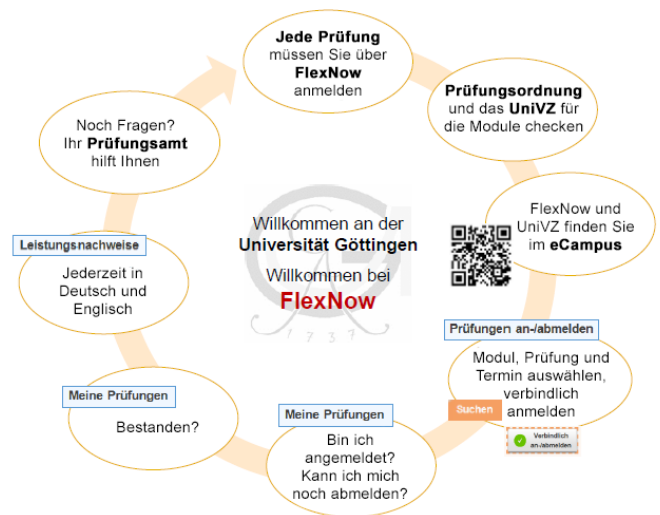 Jede Prüfung
müssen Sie über
FlexNow
anmelden
Prüfungsordnung
und das UniVZ für
die Module checken
FlexNow und
UniVZ finden Sie
im eCampus
Prüfungen an-/abmelden
Modul, Prüfung und
Termin auswählen,
verbindlich
anmelden
Suchen
Verbindlich
an-/abmelden
Meine Prüfungen
Bin ich
angemeldet?
Kann ich mich
noch abmelden?
Meine Prüfungen
Bestanden?
Leistungsnachweise
Jederzeit in
Deutsch und
Englisch
Noch Fragen?
Ihr Prüfungsamt
hilft Ihnen
Willkommen an der
Universität Göttingen
Willkommen bei
FlexNow
1737